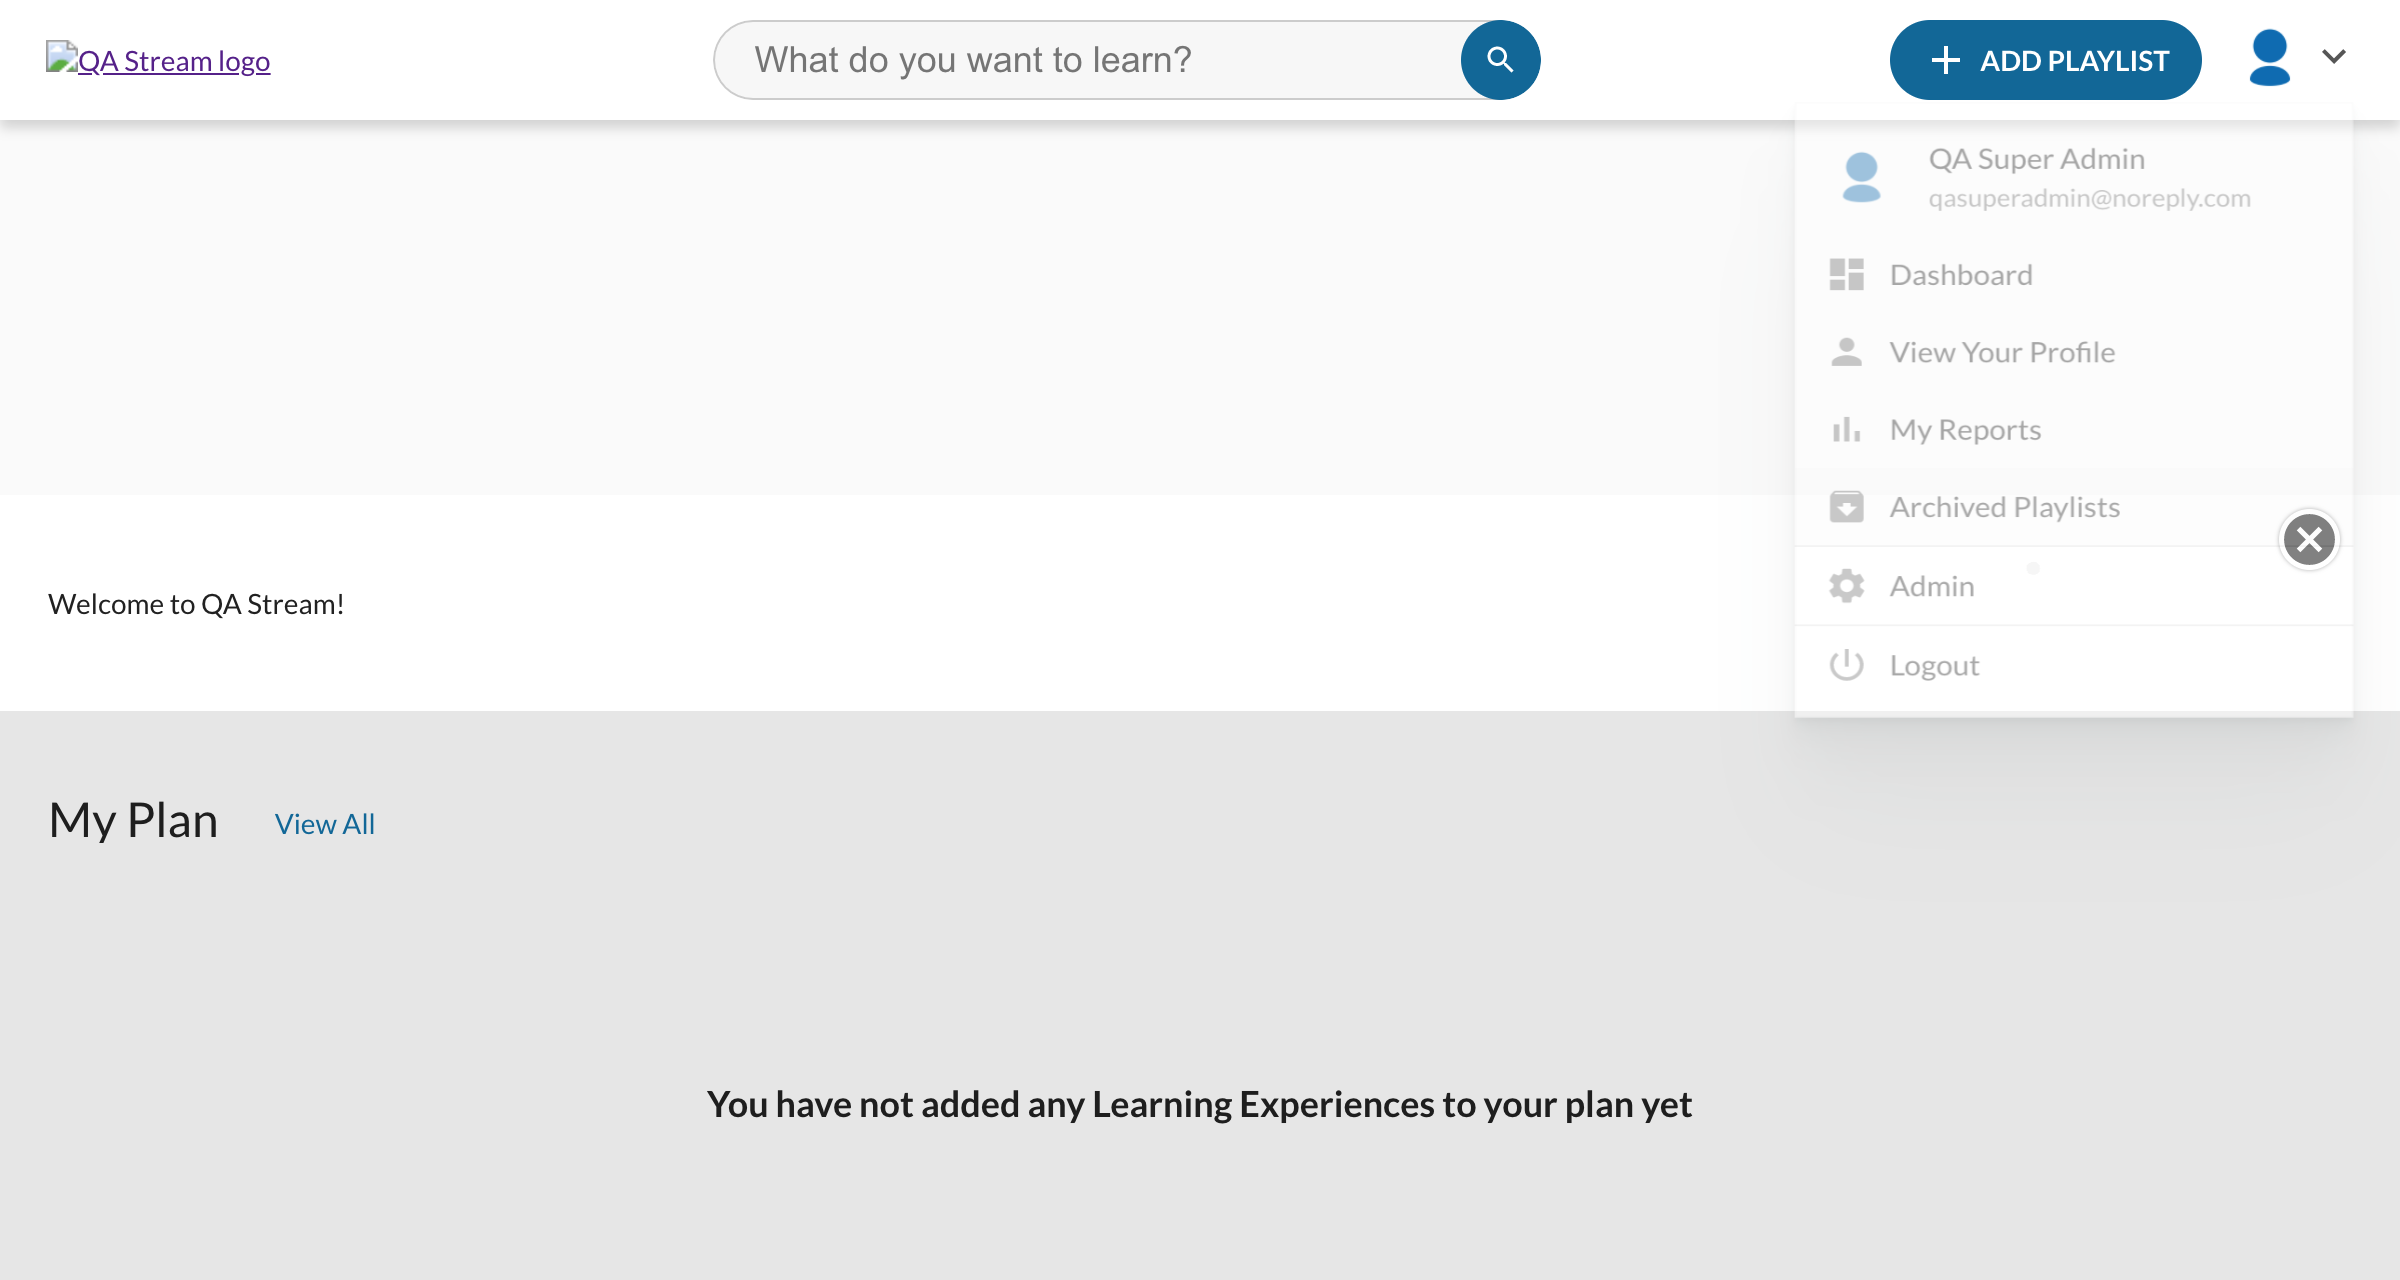 QA Stream logo
What do you want to learn?
ADD PLAYLIST
QA Super Admin
qasuperadmin@noreply.com
Dashboard
View Your Profile
My Reports
Archived Playlists
Admin
Logout
Welcome to QA Stream!
My Plan
View All
You have not added any Learning Experiences to your plan yet